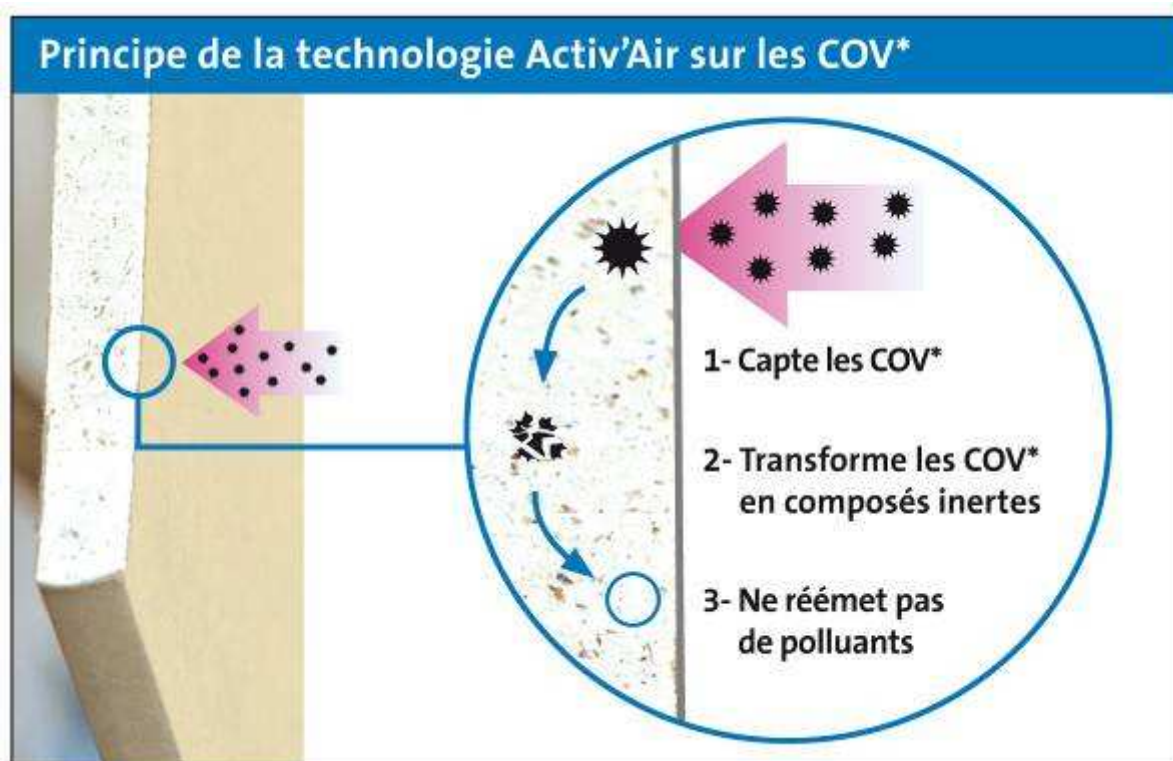 Principe de la technologie Activ'Air sur les COV*
1- Capte les COV*
2- Transforme les COV*
en composés inertes
3- Ne réémet pas
de polluants